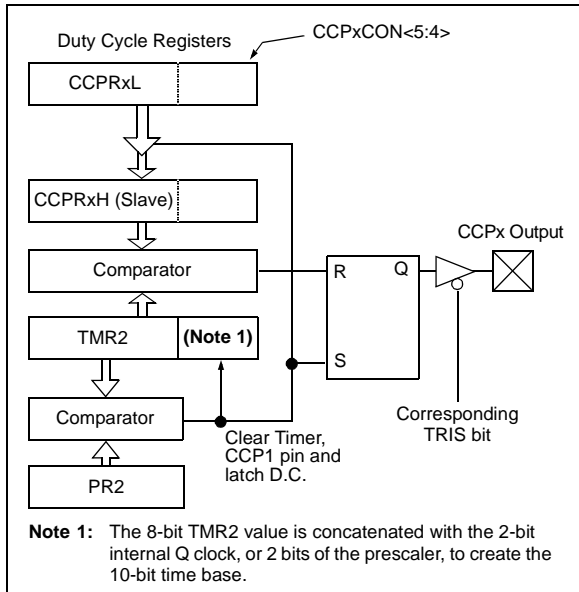 Duty Cycle Registers
CCPxCON<5:4>
CCPRxL
CCPRxH (Slave)
CCPx Output
Comparator
R
Q
TMR2
(Note 1)
S
Comparator
Clear Timer,
CCP1 pin and
latch D.C.
Corresponding
TRIS bit
PR2
Note 1: The 8-bit TMR2 value is concatenated with the 2-bit
internal Q clock, or 2 bits of the prescaler, to create the
10-bit time base.